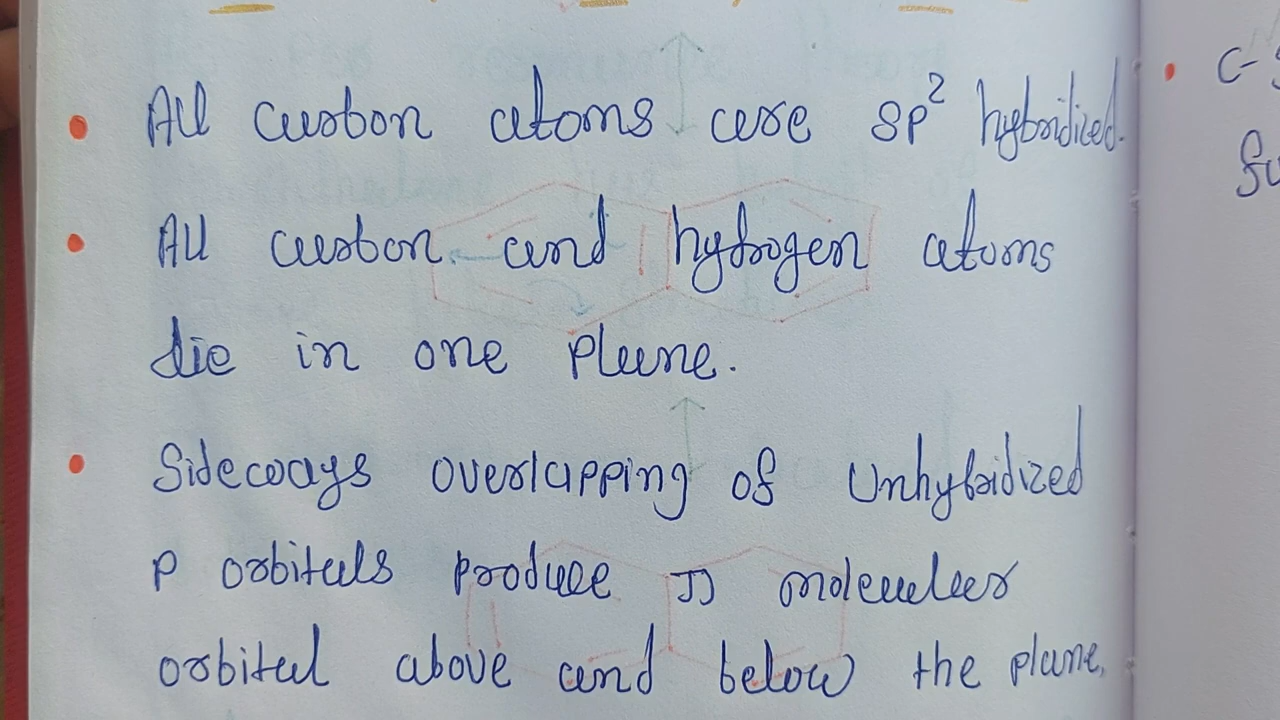 • All carbon atoms are sp² hybridized.
• All carbon and hydrogen atoms
lie in one plane.
• Sideways overlapping of unhybridized
p orbitals produce π molecular
orbital above and below the plane,
• C-